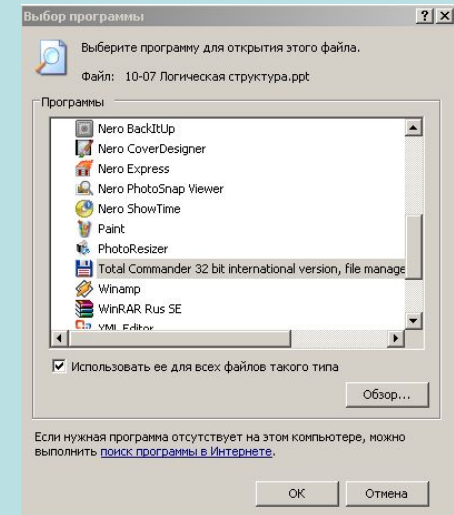 Выбор программы
Выберите программу для открытия этого файла.
Файл: 10-07 Логическая структура.ppt
Программы
Nero BackItUp
Nero CoverDesigner
Nero Express
Nero PhotoSnap Viewer
Nero ShowTime
Paint
PhotoResizer
Total Commander 32 bit international version, file manage
Winamp
WinRAR Rus SE
XML Editor
Использовать ее для всех файлов такого типа
Обзор...
Если нужная программа отсутствует на этом компьютере, можно
выполнить поиск программы в Интернете.
ОК
Отмена